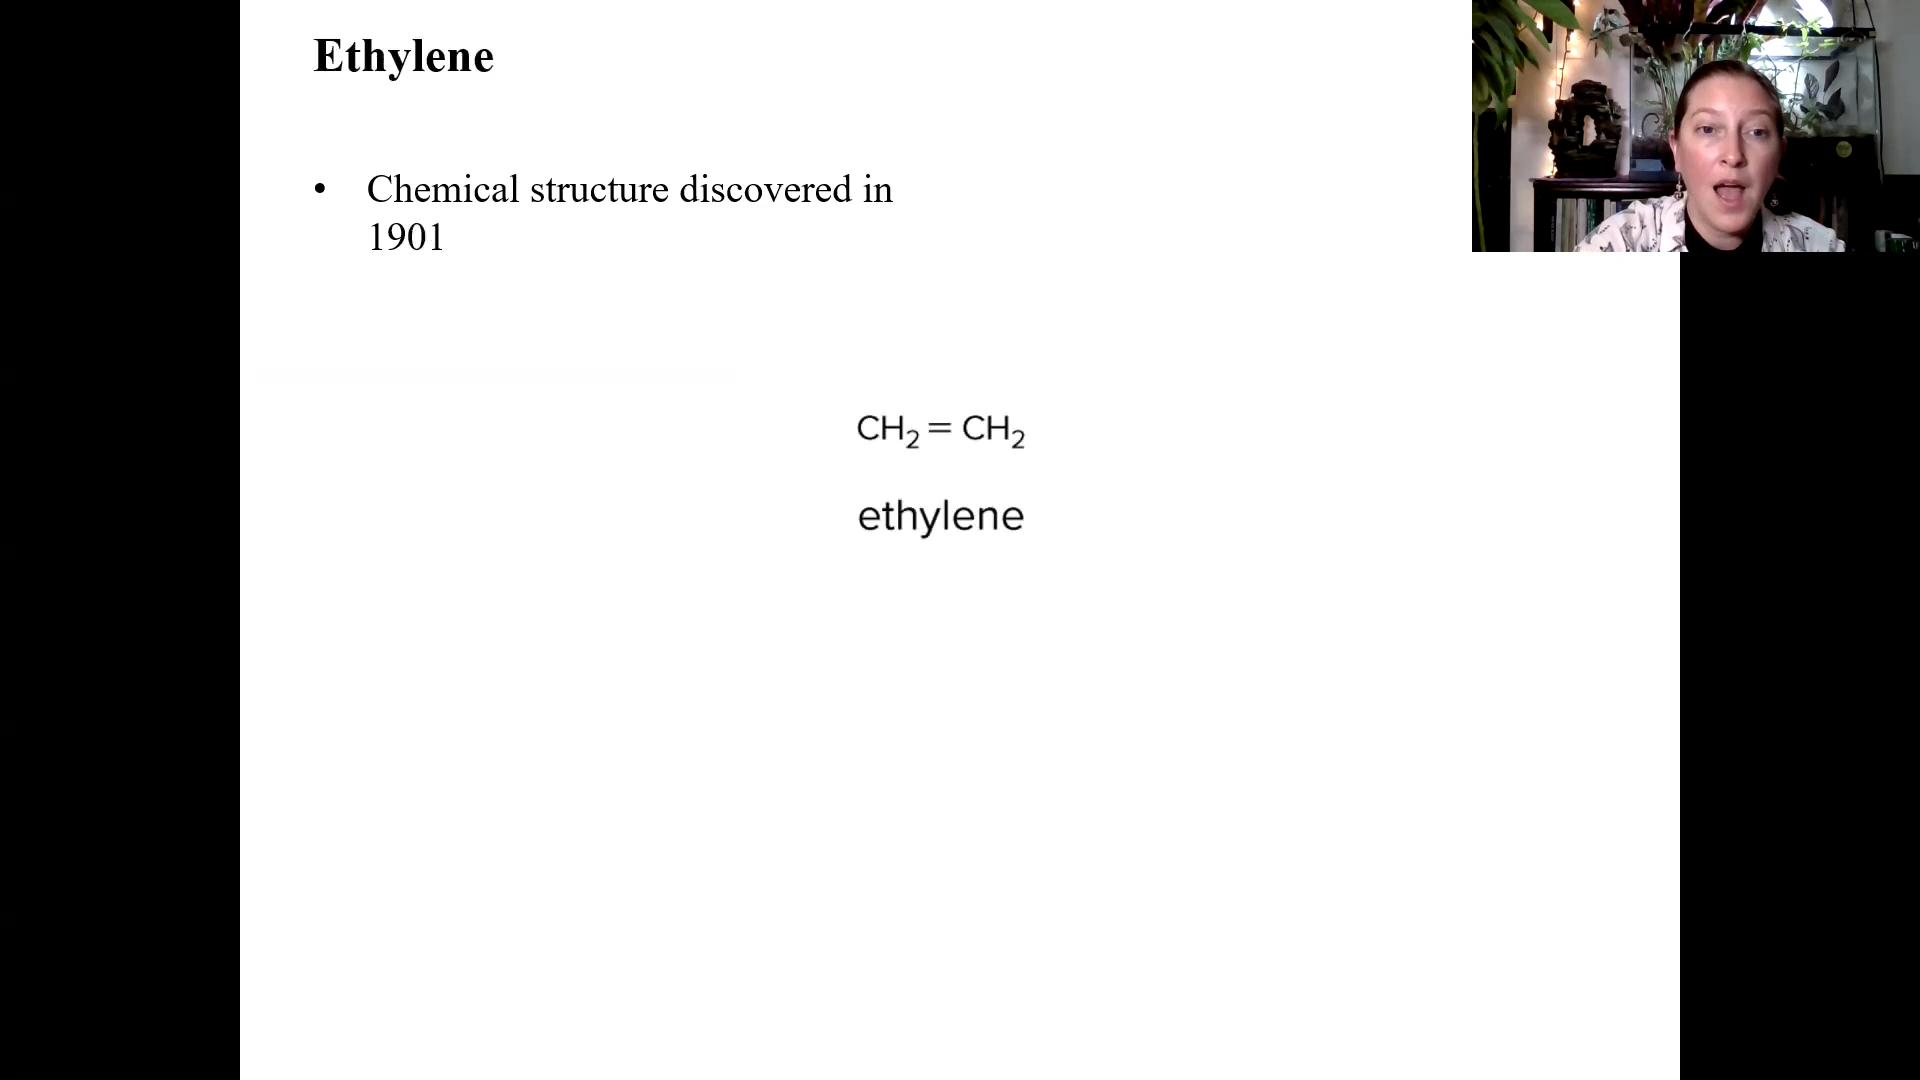 Ethylene
• Chemical structure discovered in
1901
CH₂ = CH₂
ethylene